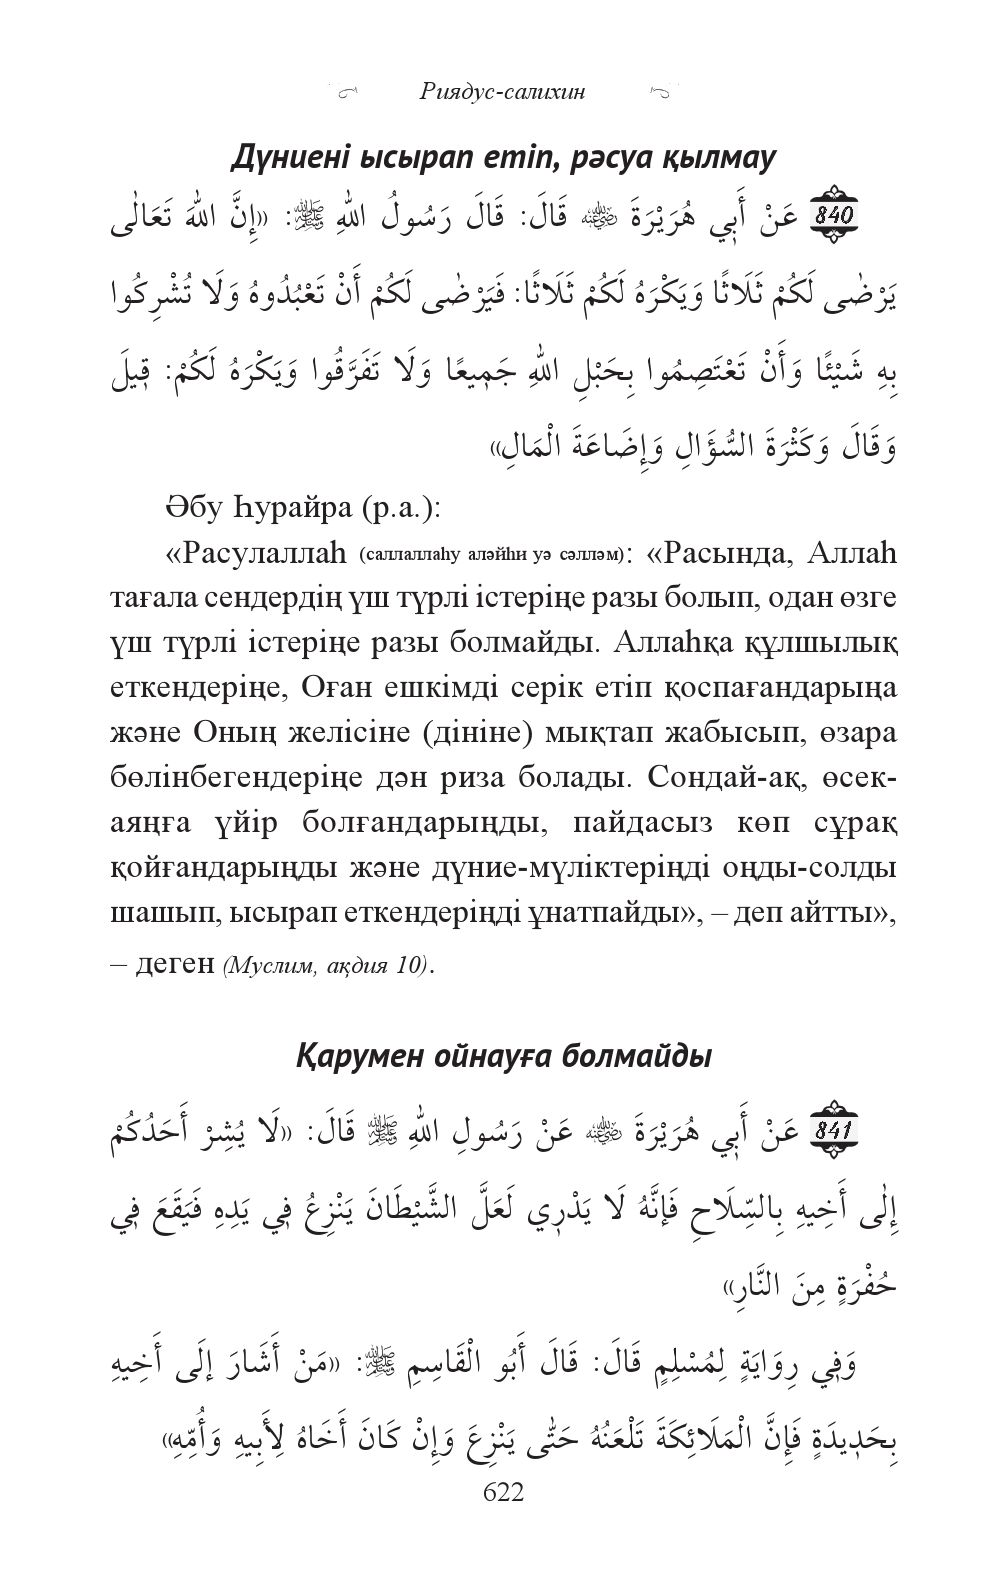 Риядус-салихин
Дүниені ысырап етіп, рәсуа қылмау
840 عَنْ أَبِي هُرَيْرَةَ ﷺ قَالَ: قَالَ رَسُولُ اللهِ ﷺ: «إِنَّ اللهَ تَعَالٰى
يَرْضٰى لَكُمْ ثَلَاثًا وَيَكْرَهُ لَكُمْ ثَلَاثًا: فَيَرْضٰى لَكُمْ أَنْ تَعْبُدُوهُ وَلَا تُشْرِكُوا
بِهِ شَيْئًا وَأَنْ تَعْتَصِمُوا بِحَبْلِ اللهِ جَمِيعًا وَلَا تَفَرَّقُوا وَيَكْرَهُ لَكُمْ: قِيلَ
وَقَالَ وَكَثْرَةَ السُّؤَالِ وَإِضَاعَةَ الْمَالِ»
Әбу Һурайра (р.а.):
«Расулаллаһ (саллаллаһу аләйһи уә сәлләм): «Расында, Аллаһ
тағала сендердің үш түрлі істеріңе разы болып, одан өзге
үш түрлі істеріңе разы болмайды. Аллаһқа құлшылық
еткендеріңе, Оған ешкімді серік етіп қоспағандарыңа
және Оның желісіне (дініне) мықтап жабысып, өзара
бөлінбегендеріңе дән риза болады. Сондай-ақ, өсек-
аяңға үйір болғандарыңды, пайдасыз көп сұрақ
қойғандарыңды және дүние-мүліктеріңді оңды-солды
шашып, ысырап еткендеріңді ұнатпайды», – деп айтты»,
– деген (Муслим, ақдия 10).
Қарумен ойнауға болмайды
841 عَنْ أَبِي هُرَيْرَةَ ﷺ عَنْ رَسُولِ اللهِ ﷺ قَالَ: «لَا يُشِرْ أَحَدُكُمْ
إِلٰى أَخِيهِ بِالسِّلَاحِ فَإِنَّهُ لَا يَدْرِي لَعَلَّ الشَّيْطَانَ يَنْزِعُ فِي يَدِهِ فَيَقَعَ فِي
حُفْرَةٍ مِنَ النَّارِ»
وَفِي رِوَايَةٍ لِمُسْلِمٍ قَالَ: قَالَ أَبُو الْقَاسِمِ ﷺ: «مَنْ أَشَارَ إِلَى أَخِيهِ
بِحَدِيدَةٍ فَإِنَّ الْمَلَائِكَةَ تَلْعَنُهُ حَتّٰى يَنْزِعَ وَإِنْ كَانَ أَخَاهُ لِأَبِيهِ وَأُمِّهِ»
622